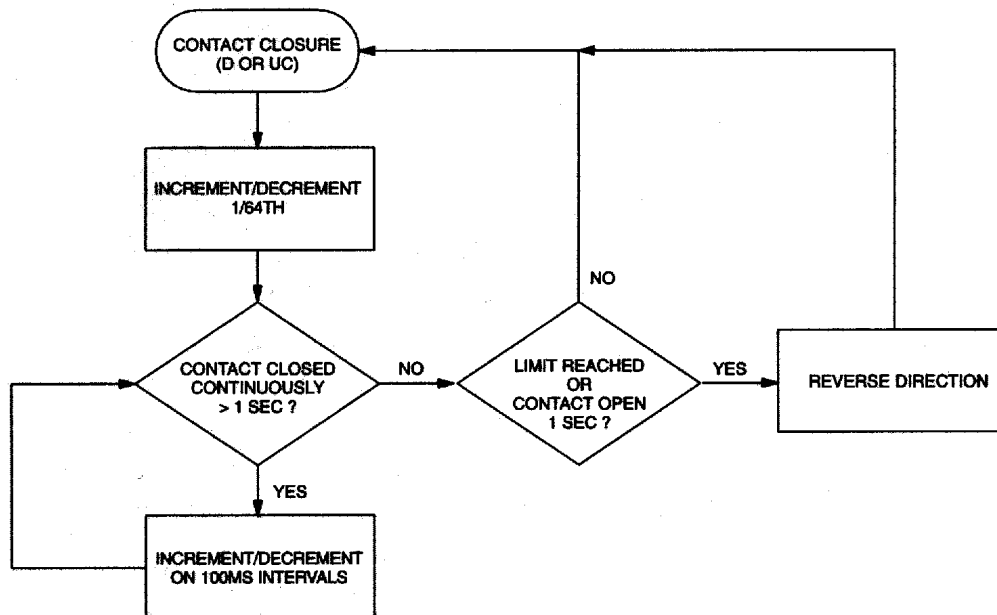 CONTACT CLOSURE
(D OR UC)
INCREMENT/DECREMENT
1/64TH
CONTACT CLOSED
CONTINUOUSLY
> 1 SEC ?
NO
LIMIT REACHED
OR
CONTACT OPEN
1 SEC ?
NO
YES
REVERSE DIRECTION
YES
INCREMENT/DECREMENT
ON 100MS INTERVALS